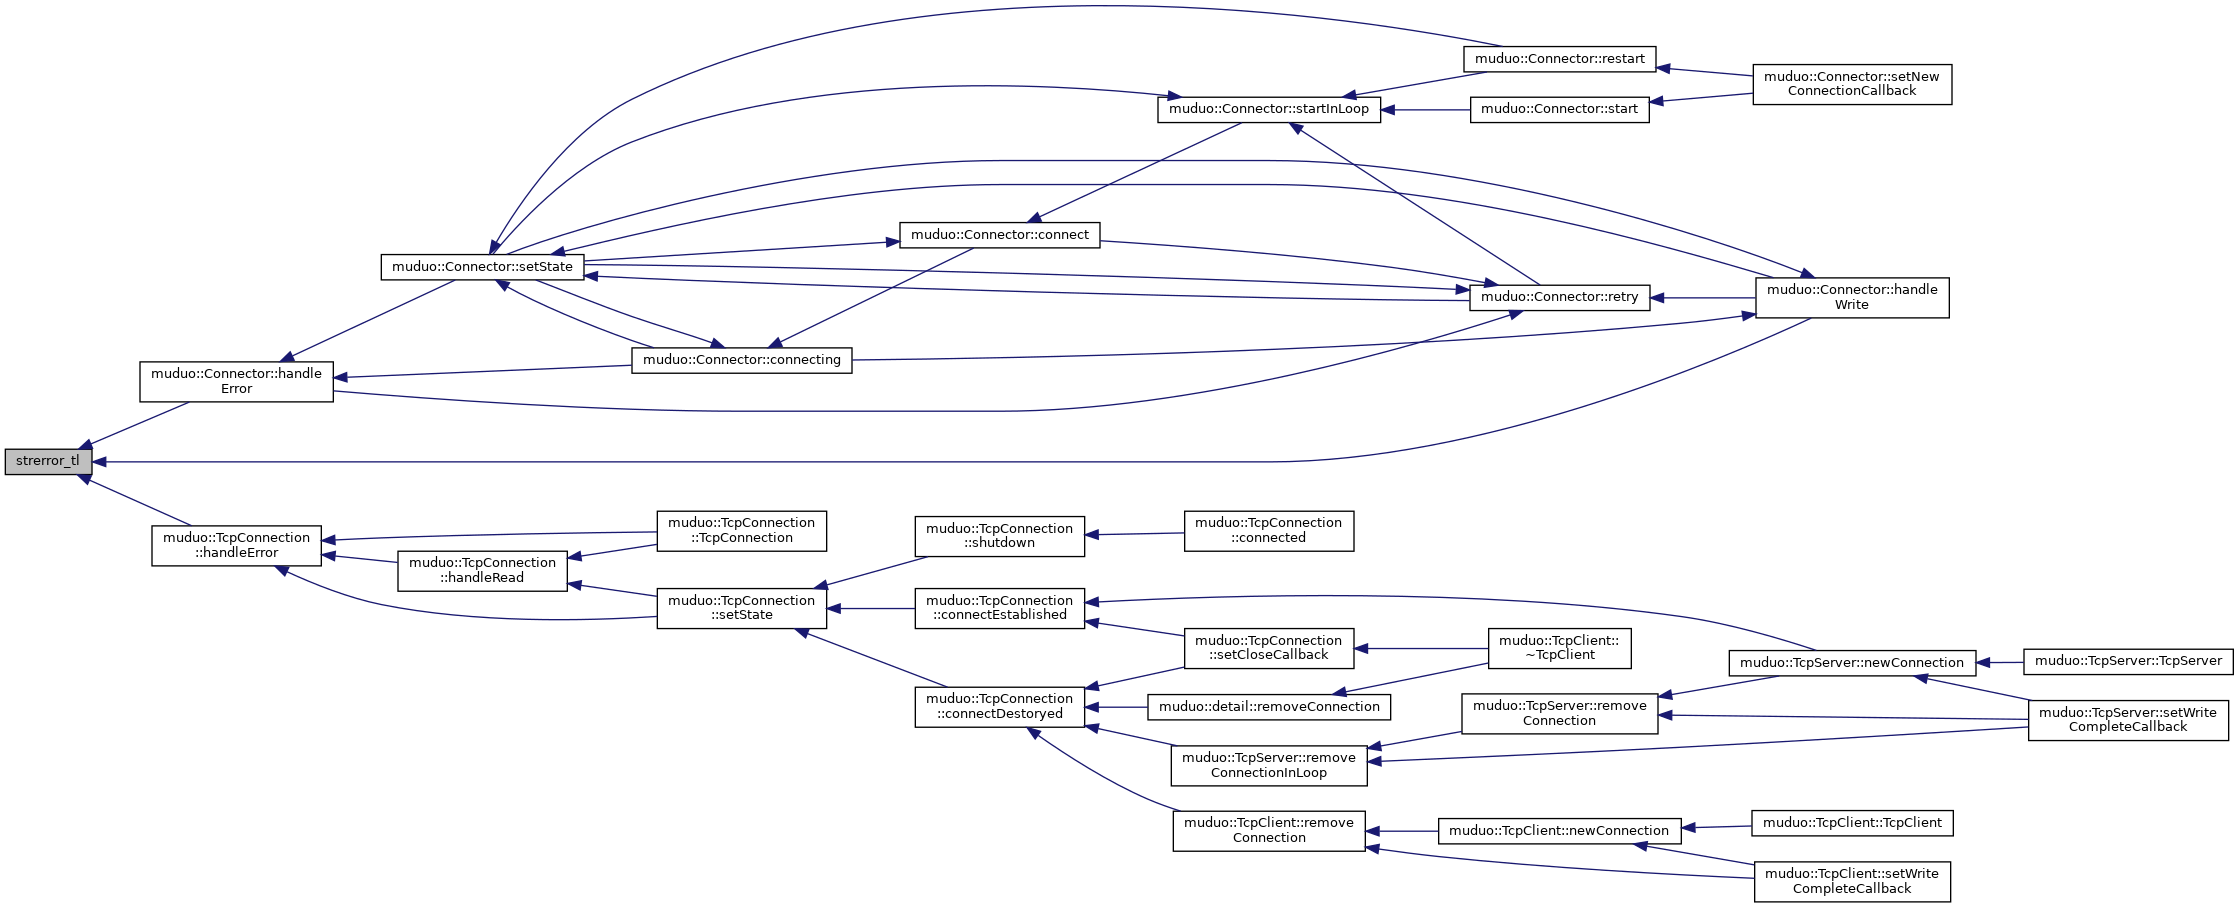 muduo::Connector::restart
muduo::Connector::setNew
ConnectionCallback
muduo::Connector::startInLoop
muduo::Connector::start
muduo::Connector::connect
muduo::Connector::setState
muduo::Connector::retry
muduo::Connector::handle
Write
muduo::Connector::connecting
muduo::Connector::handle
Error
strerror_tl
muduo::TcpConnection
::handleError
muduo::TcpConnection
::TcpConnection
muduo::TcpConnection
::handleRead
muduo::TcpConnection
::setState
muduo::TcpConnection
::shutdown
muduo::TcpConnection
::connected
muduo::TcpConnection
::connectEstablished
muduo::TcpConnection
::setCloseCallback
muduo::TcpClient::
~TcpClient
muduo::TcpServer::newConnection
muduo::TcpServer::TcpServer
muduo::TcpConnection
::connectDestoryed
muduo::detail::removeConnection
muduo::TcpServer::remove
Connection
muduo::TcpServer::setWrite
CompleteCallback
muduo::TcpServer::remove
ConnectionInLoop
muduo::TcpClient::remove
Connection
muduo::TcpClient::newConnection
muduo::TcpClient::TcpClient
muduo::TcpClient::setWrite
CompleteCallback